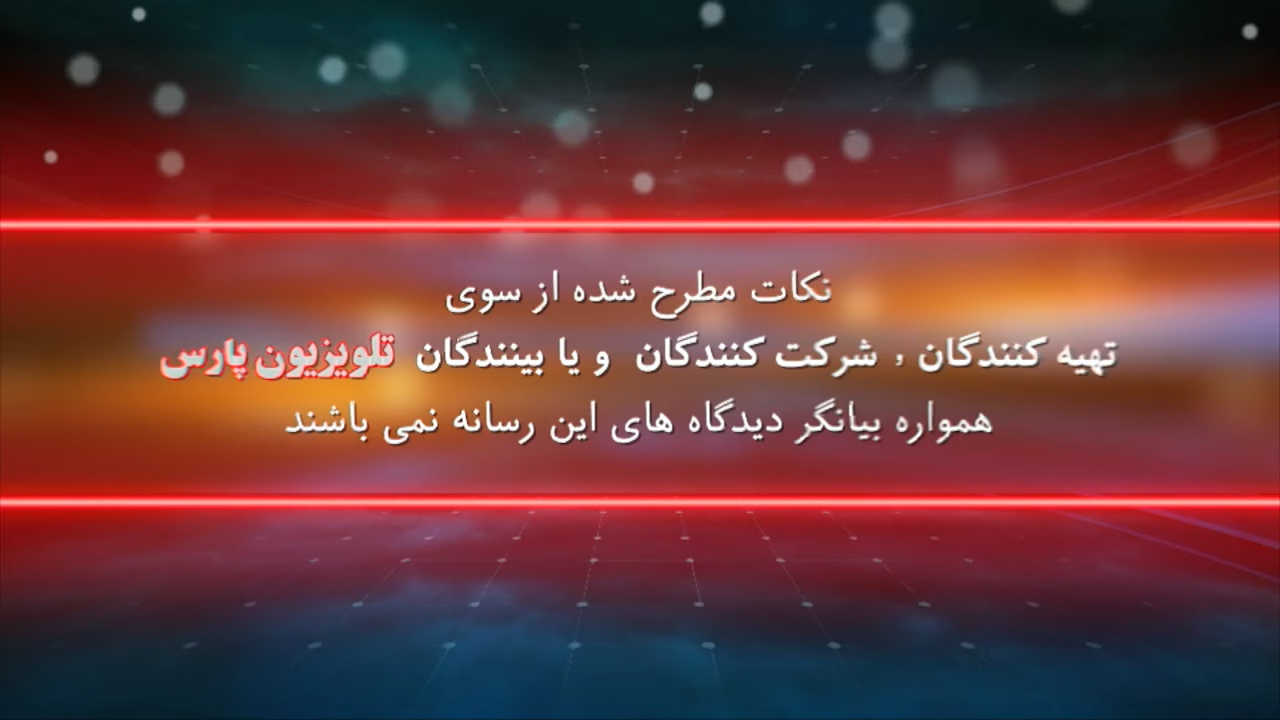 نکات مطرح شده از سوی
تهیه کنندگان , شرکت کنندگان و یا بینندگان تلویزیون پارس
همواره بیانگر دیدگاه های این رسانه نمی باشند